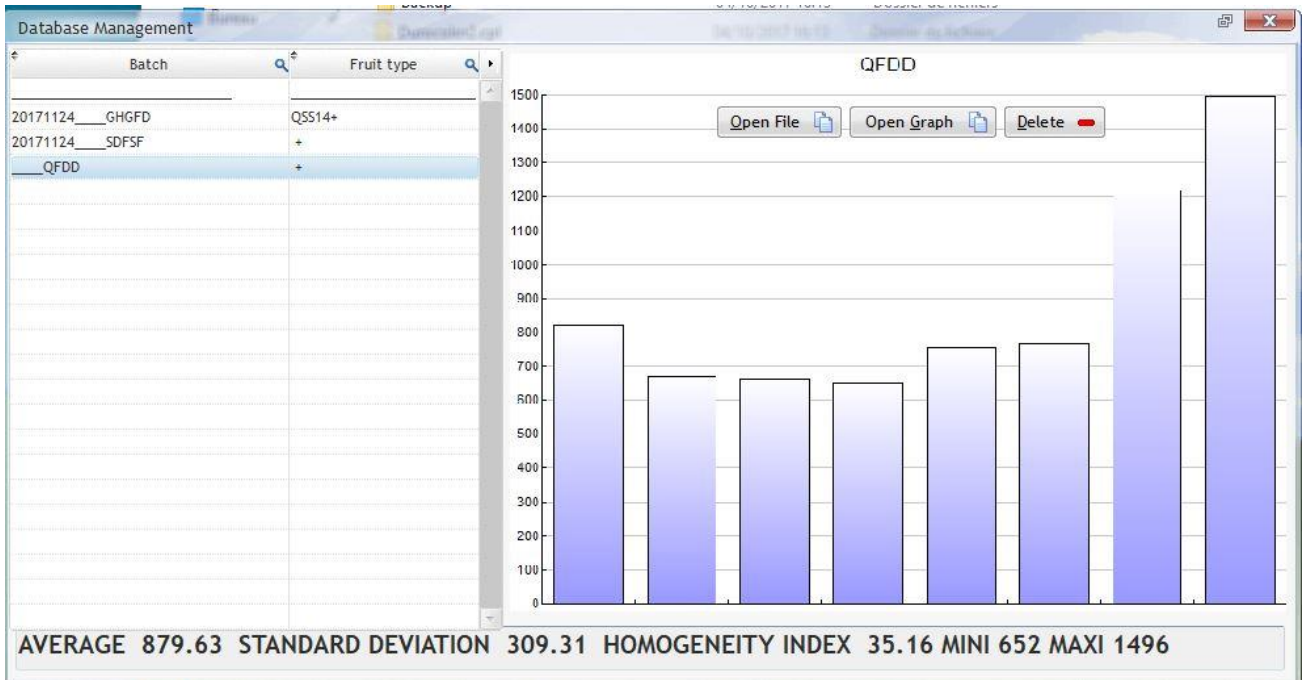 Database Management
Batch Fruit type
20171124____GHGFD QSS14+
20171124____SDFSF +
____QFDD +
QFDD
Open File Open Graph Delete
1500
1400
1300
1200
1100
1000
900
800
700
600
500
400
300
200
100
0
AVERAGE 879.63 STANDARD DEVIATION 309.31 HOMOGENEITY INDEX 35.16 MINI 652 MAXI 1496